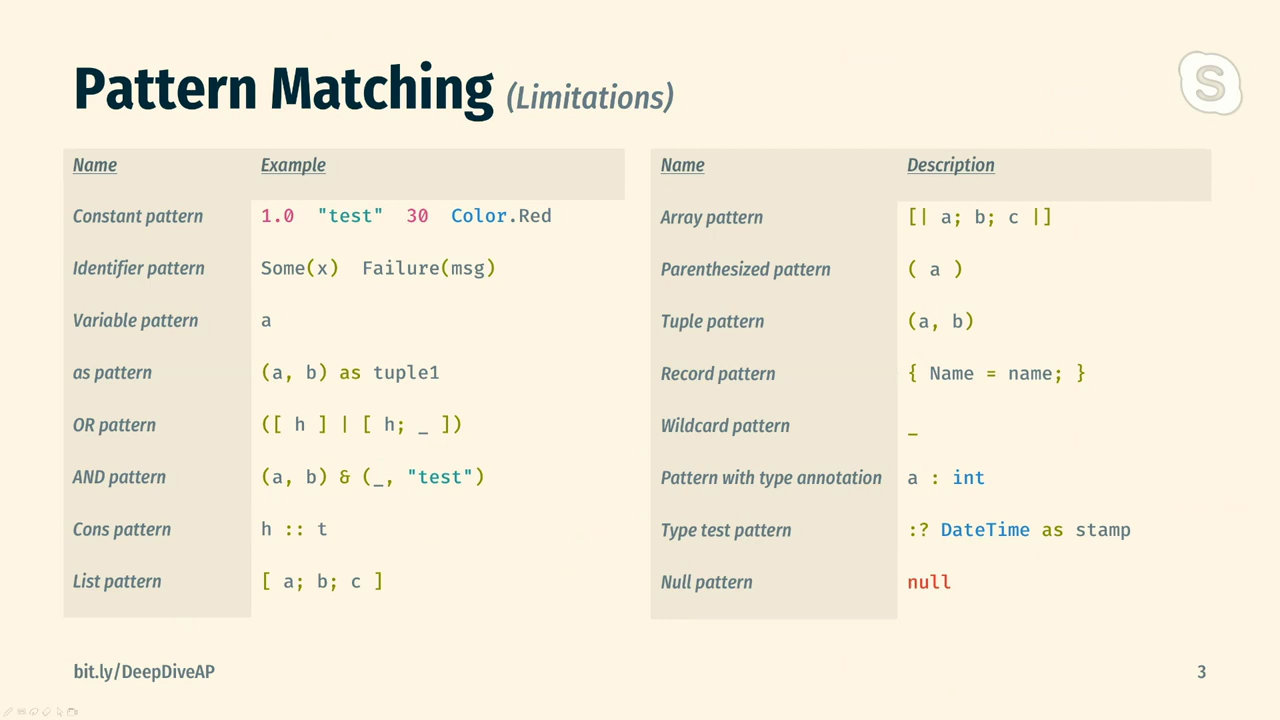 Pattern Matching (Limitations)
S
Name Example
Constant pattern 1.0 "test" 30 Color.Red
Identifier pattern Some(x) Failure(msg)
Variable pattern a
as pattern (a, b) as tuple1
OR pattern ([ h ] | [ h; _ ])
AND pattern (a, b) & (_, "test")
Cons pattern h :: t
List pattern [ a; b; c ]
Name Description
Array pattern [| a; b; c |]
Parenthesized pattern ( a )
Tuple pattern (a, b)
Record pattern { Name = name; }
Wildcard pattern _
Pattern with type annotation a : int
Type test pattern :? DateTime as stamp
Null pattern null
bit.ly/DeepDiveAP
3